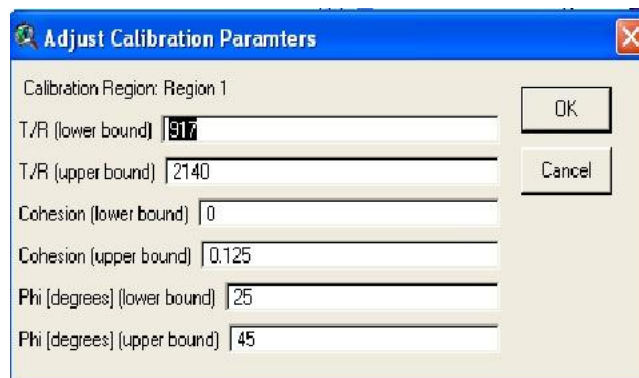 Adjust Calibration Paramters
Calibration Region: Region 1
T/R (lower bound) 917
T/R (upper bound) 2140
Cohesion (lower bound) 0
Cohesion (upper bound) 0.125
Phi [degrees] (lower bound) 25
Phi [degrees] (upper bound) 45
OK
Cancel